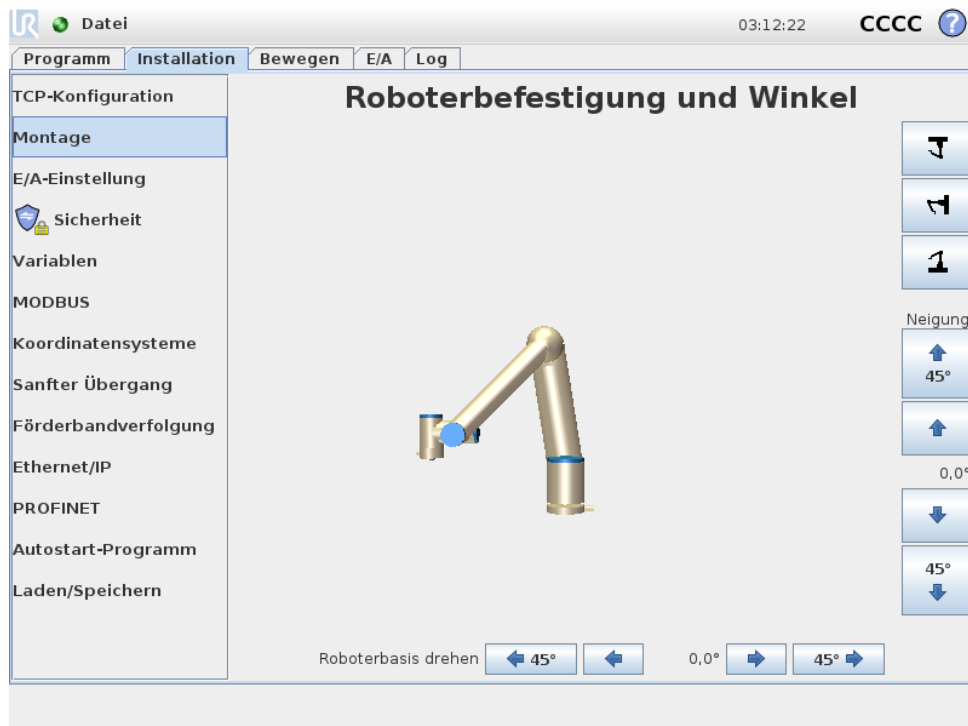 UR Datei 03:12:22 CCCC ?
Programm Installation Bewegen E/A Log
TCP-Konfiguration
Montage
E/A-Einstellung
Sicherheit
Variablen
MODBUS
Koordinatensysteme
Sanfter Übergang
Förderbandverfolgung
Ethernet/IP
PROFINET
Autostart-Programm
Laden/Speichern
Roboterbefestigung und Winkel
Neigung
45°
0,0°
45°
Roboterbasis drehen 45° 0,0° 45°